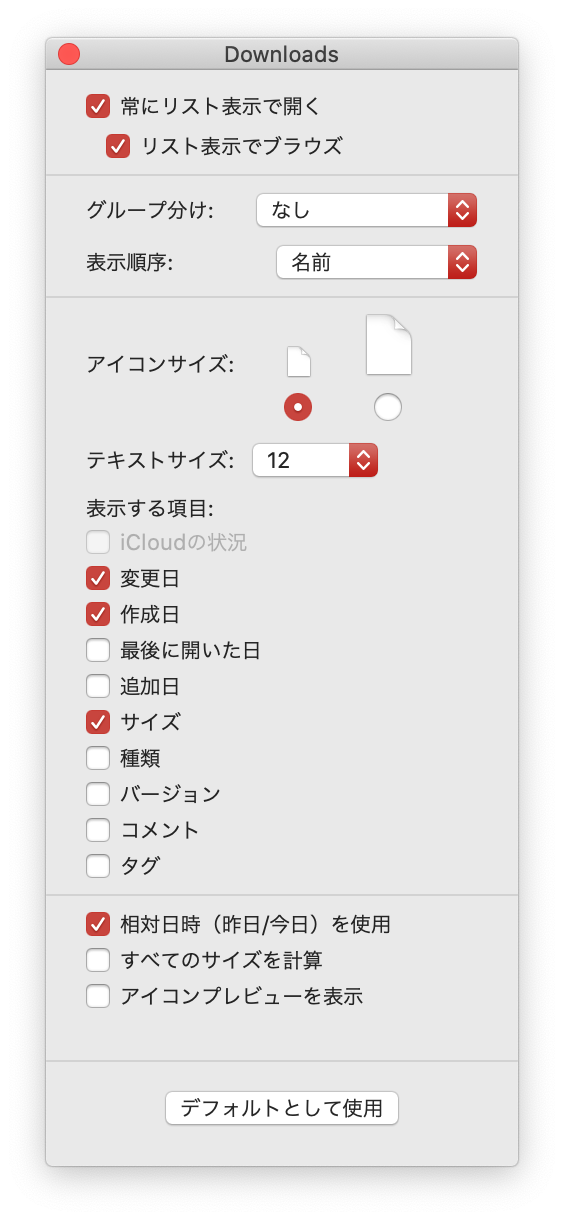 Downloads
常にリスト表示で開く
リスト表示でブラウズ
グループ分け: なし
表示順序: 名前
アイコンサイズ:
テキストサイズ: 12
表示する項目:
iCloudの状況
変更日
作成日
最後に開いた日
追加日
サイズ
種類
バージョン
コメント
タグ
相対日時（昨日/今日）を使用
すべてのサイズを計算
アイコンプレビューを表示
デフォルトとして使用